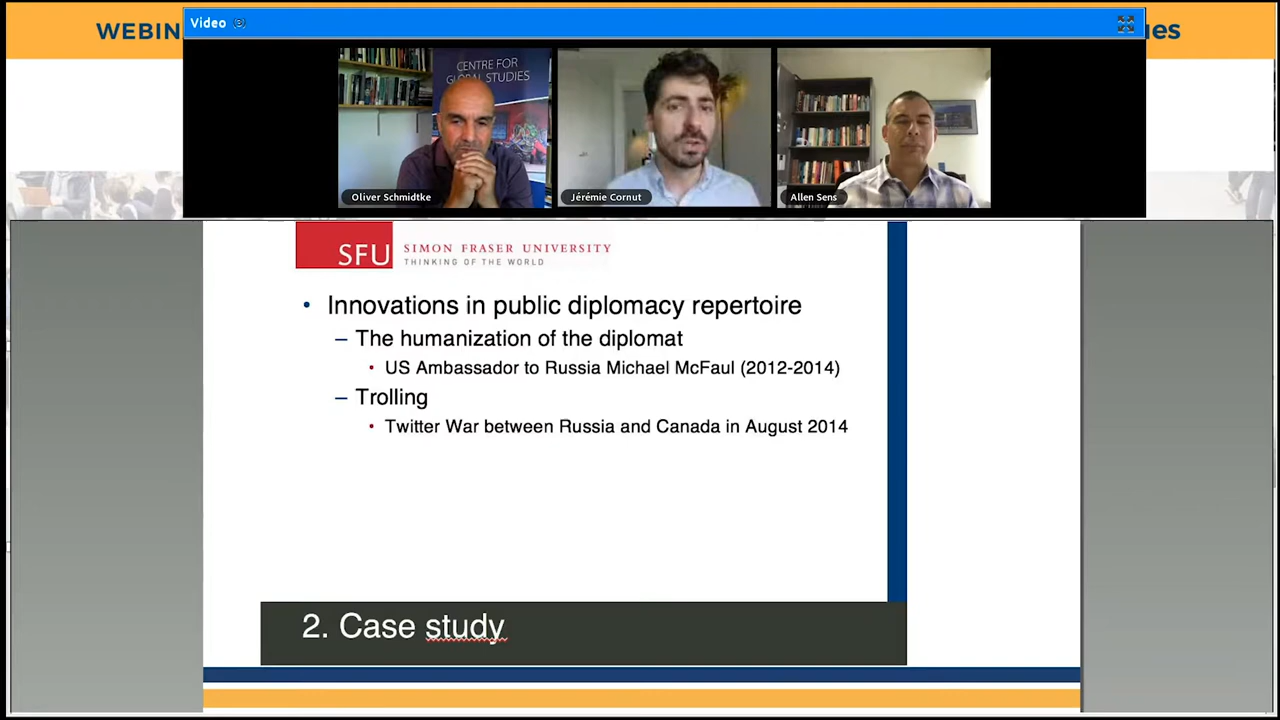 WEBIN
Video (3)
ies
CENTRE FOR
GLOBAL STUDIES
Oliver Schmidtke
Jérémie Cornut
Allen Sens
SFU SIMON FRASER UNIVERSITY
THINKING OF THE WORLD
• Innovations in public diplomacy repertoire
– The humanization of the diplomat
• US Ambassador to Russia Michael McFaul (2012-2014)
– Trolling
• Twitter War between Russia and Canada in August 2014
2. Case study